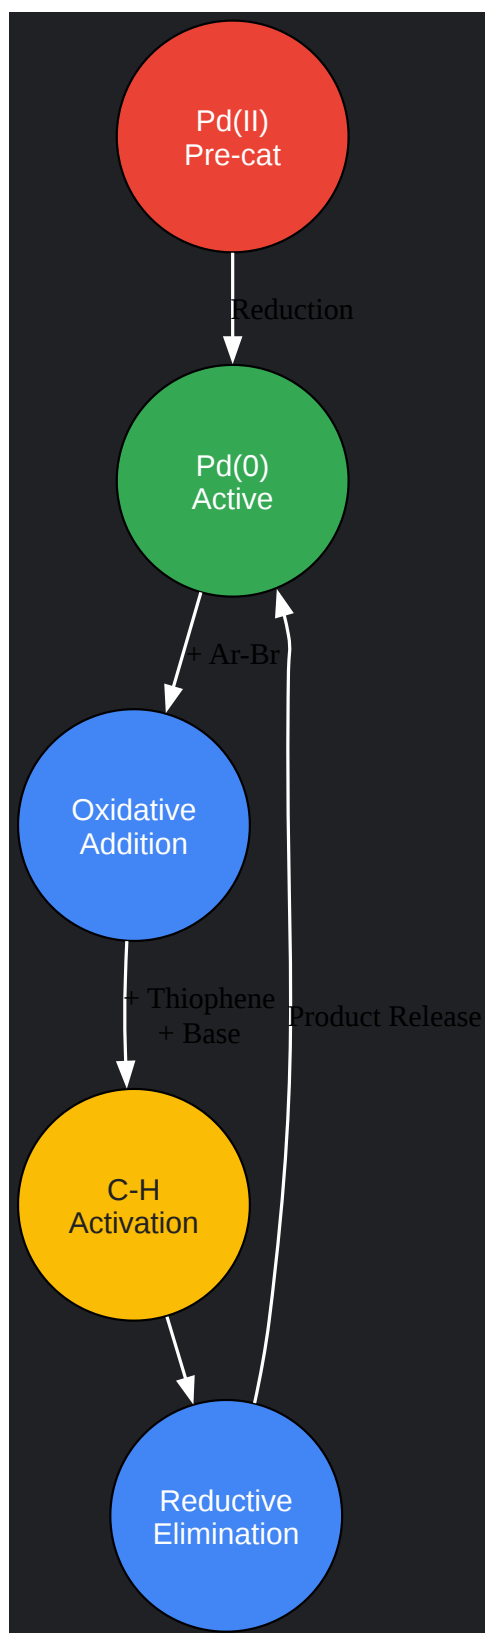 Pd(II)
Pre-cat
Reduction
Pd(0)
Active
+ Ar-Br
Oxidative
Addition
+ Thiophene
+ Base
Product Release
C-H
Activation
Reductive
Elimination